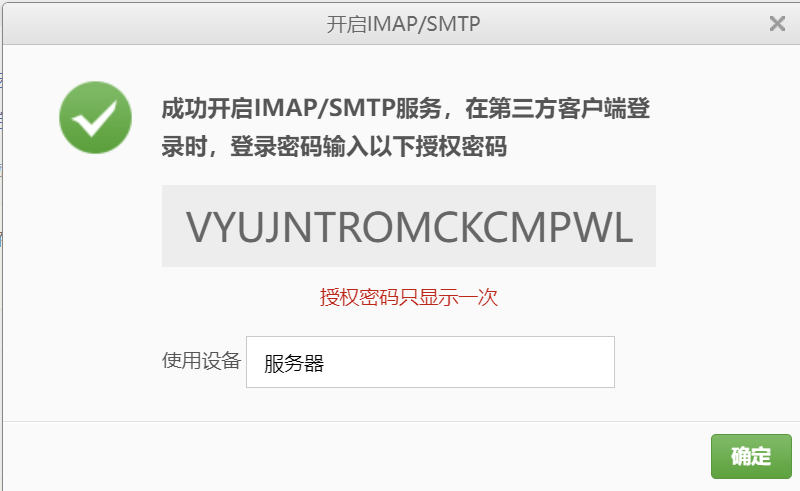 开启IMAP/SMTP
成功开启IMAP/SMTP服务，在第三方客户端登
录时，登录密码输入以下授权密码
VYUJNTROMCKCMPWL
授权密码只显示一次
使用设备 服务器
确定